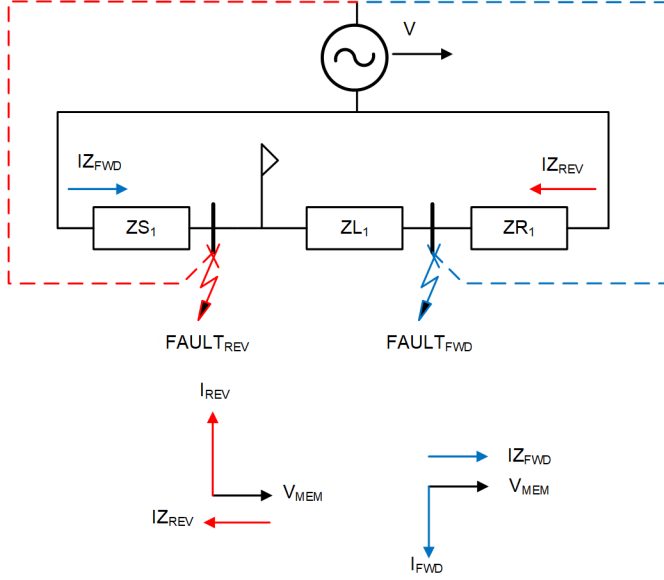 V
IZFWD
IZREV
ZS1
ZL1
ZR1
FAULTREV
FAULTFWD
IREV
IZFWD
VMEM
VMEM
IZREV
IFWD